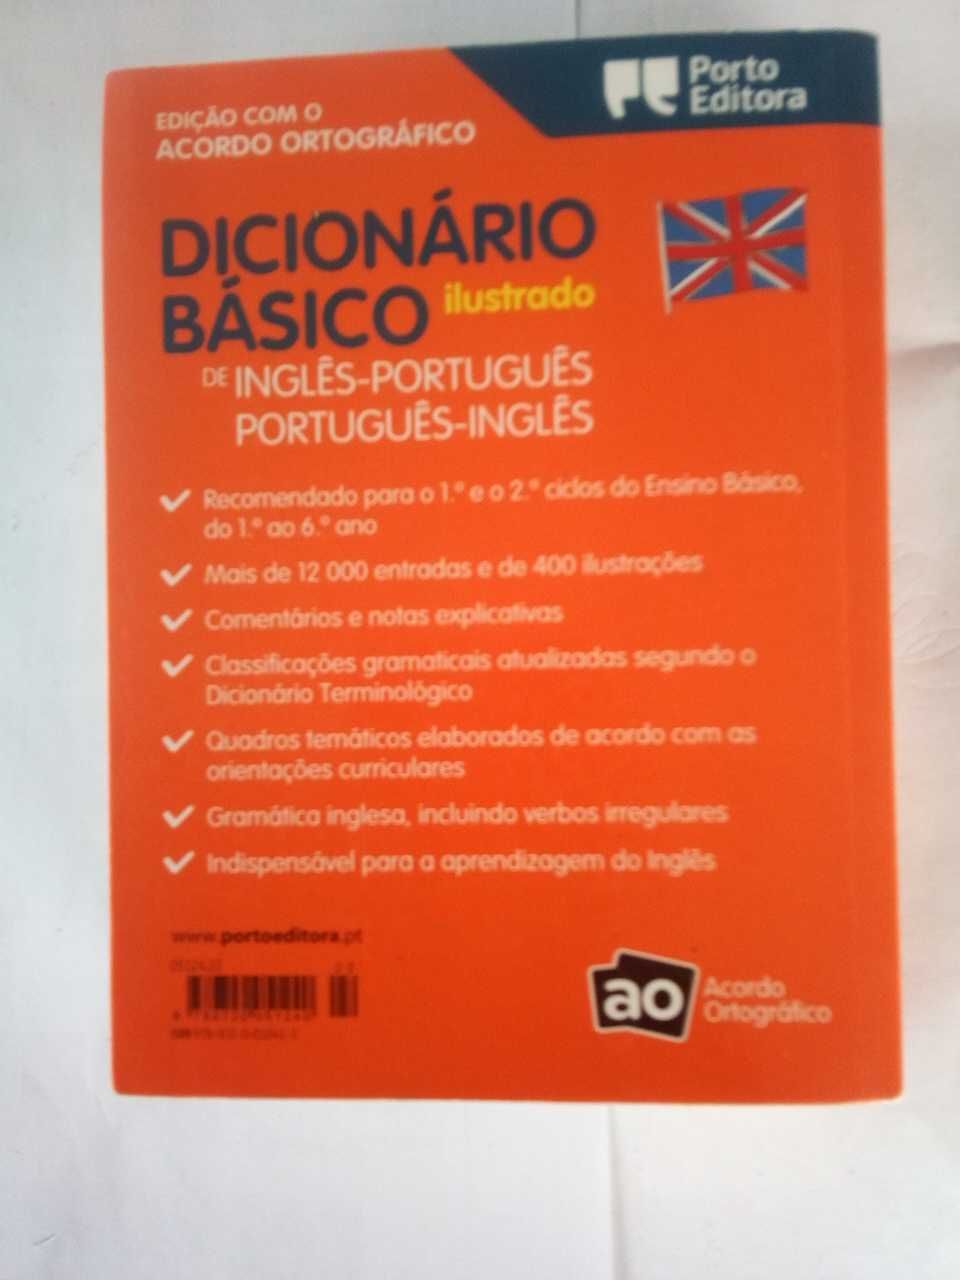 Porto
Editora
EDIÇÃO COM O
ACORDO ORTOGRÁFICO
DICIONÁRIO
BÁSICO ilustrado
DE INGLÊS-PORTUGUÊS
PORTUGUÊS-INGLÊS
Recomendado para o 1.º e o 2.º ciclos do Ensino Básico,
do 1.º ao 6.º ano
Mais de 12 000 entradas e de 400 ilustrações
Comentários e notas explicativas
Classificações gramaticais atualizadas segundo o
Dicionário Terminológico
Quadros temáticos elaborados de acordo com as
orientações curriculares
Gramática inglesa, incluindo verbos irregulares
Indispensável para a aprendizagem do Inglês
www.portoeditora.pt
ISBN
ao Acordo
Ortográfico